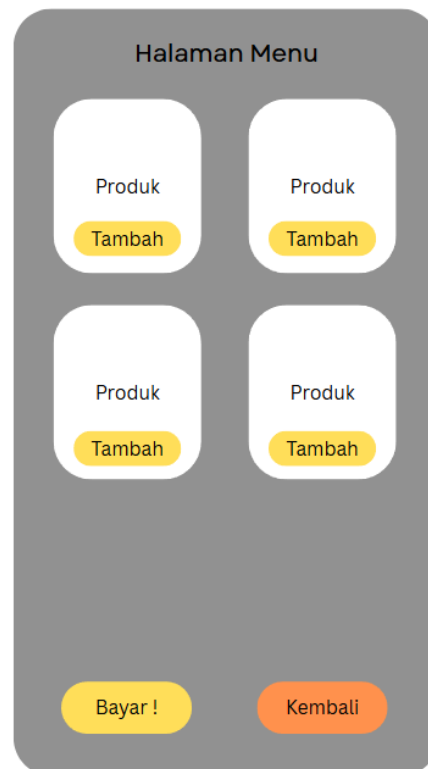 Halaman Menu
Produk
Tambah
Produk
Tambah
Produk
Tambah
Produk
Tambah
Bayar !
Kembali